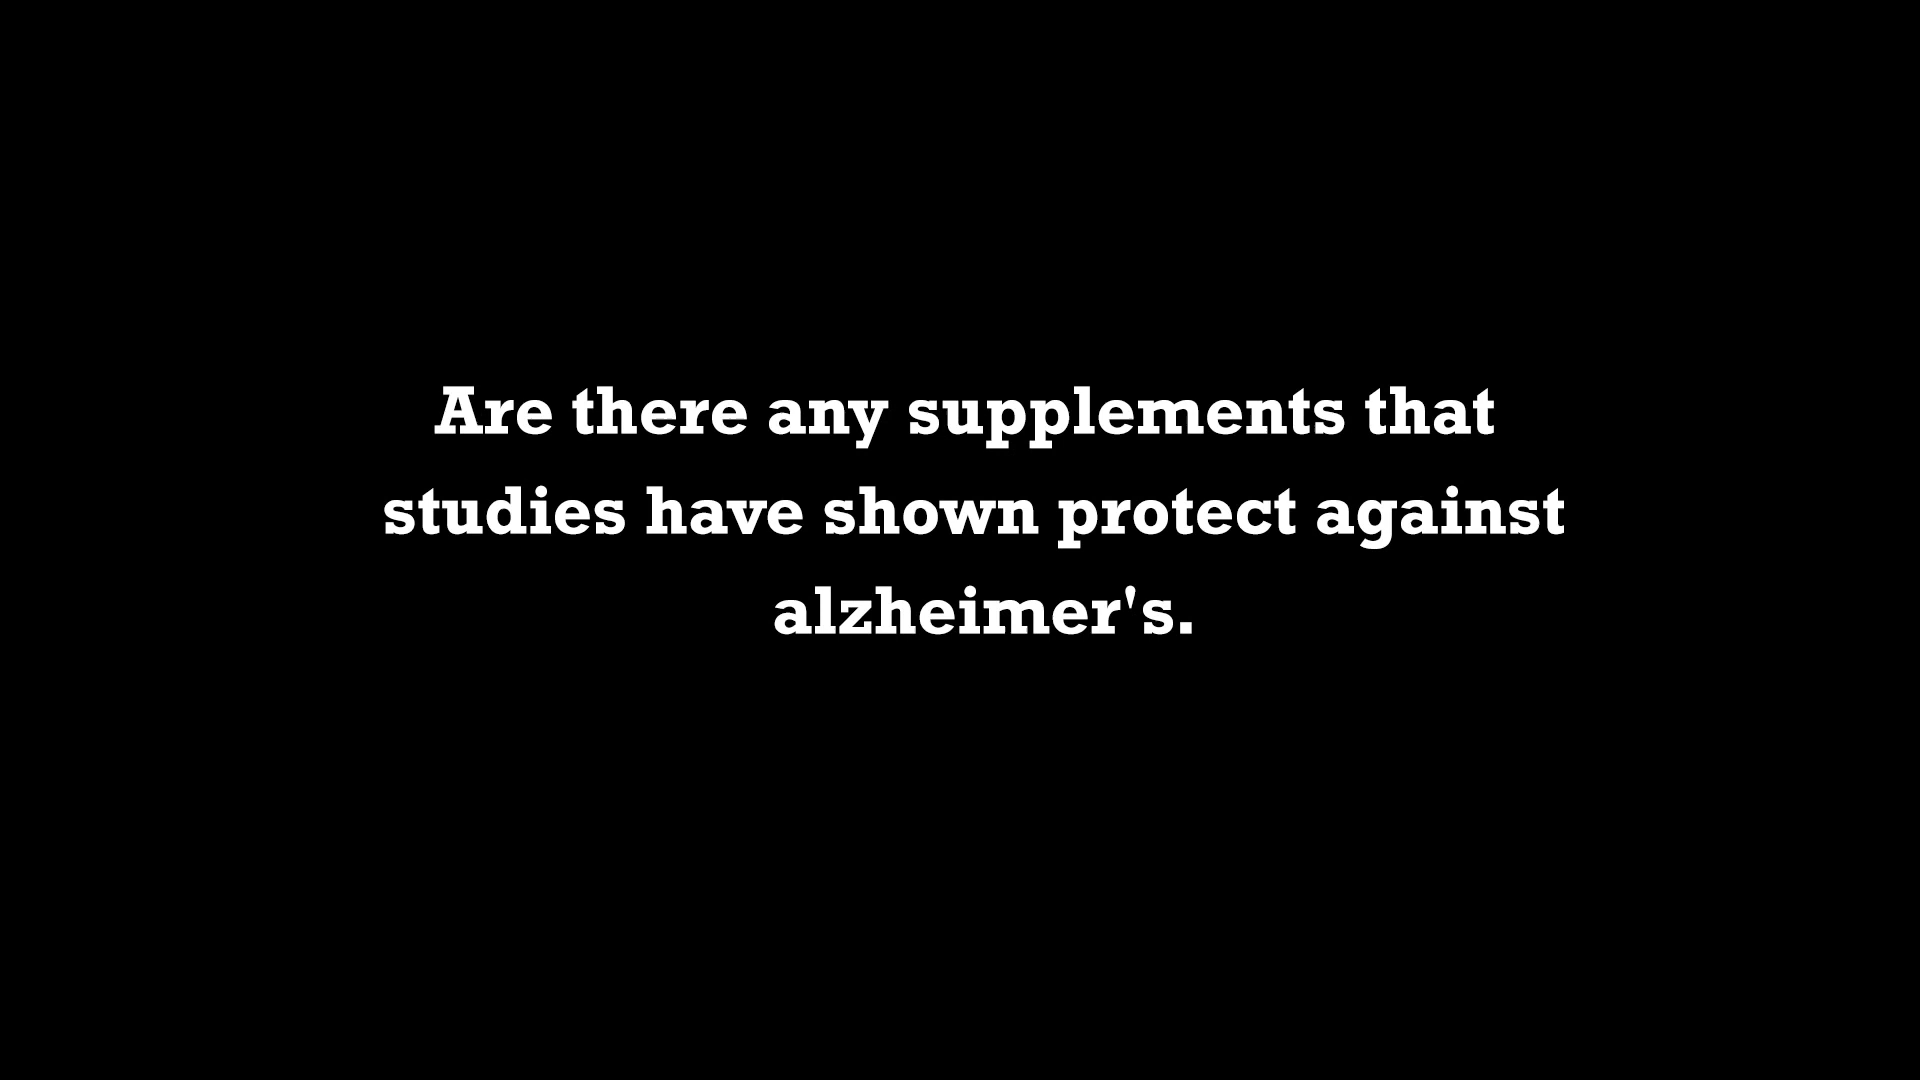 Are there any supplements that
studies have shown protect against
alzheimer's.